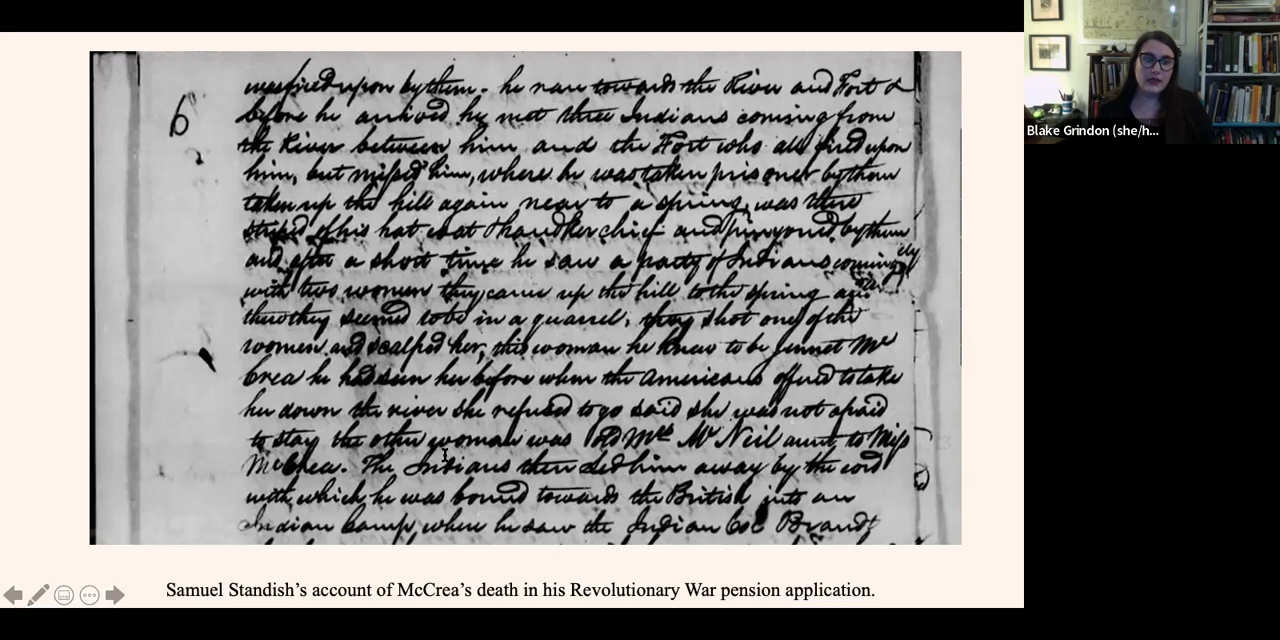 6
was fired upon by them - he ran towards the River and Fort &
before he arrived he met three Indians coming from
the River between him and the Fort who all fired upon
him, but missed him, where he was taken prisoner by them
taken up the hill again near to a spring, was there
striped of his hat coat & handkerchief and pinyoned by them
and after a short time he saw a party of Indians coming
with two women they came up the hill to the spring and
there they seemed to be in a quarrel, they shot one of the
women and scalped her, this woman he knew to be Jennet Mc
Crea he had seen her before when the Americans offered to take
her down the river she refused to go said she was not afraid
to stay the other woman was old Mrs Mc Neil aunt to Miss
McCrea. The Indians then led him away by the cord
with which he was bound towards the British into an
Indian Camp, where he saw the Indian Col Brandt
Samuel Standish’s account of McCrea’s death in his Revolutionary War pension application.
Blake Grindon (she/h...